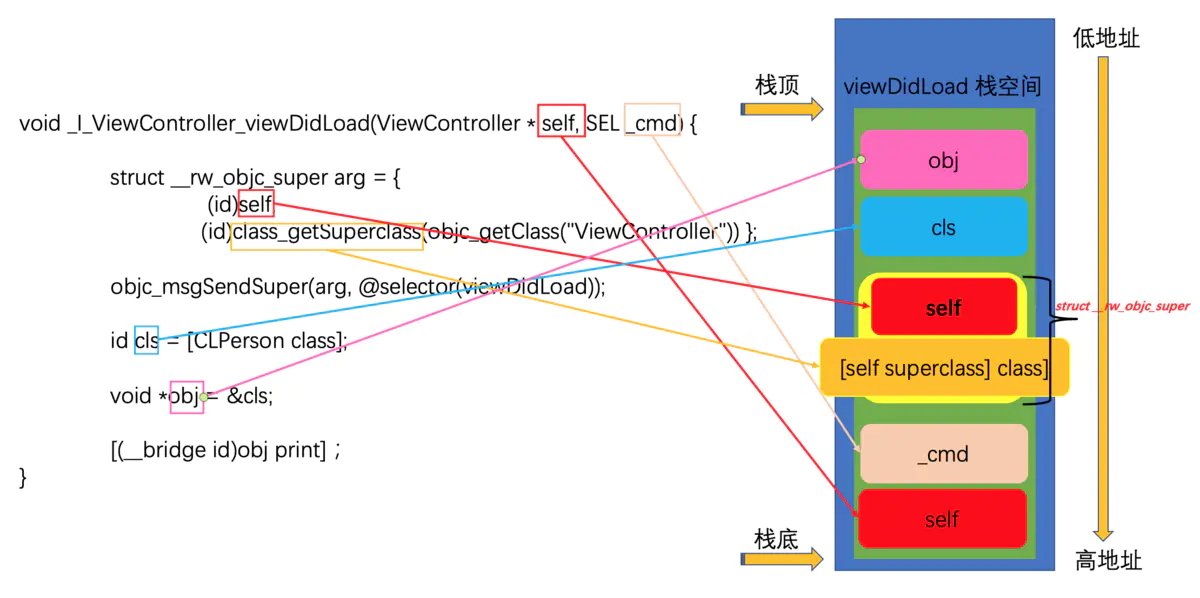 void _I_ViewController_viewDidLoad(ViewController * self, SEL _cmd) {
struct __rw_objc_super arg = {
(id)self
(id)class_getSuperclass(objc_getClass("ViewController")) };
objc_msgSendSuper(arg, @selector(viewDidLoad));
id cls = [CLPerson class];
void *obj = &cls;
[(__bridge id)obj print] ;
}
栈顶
栈底
viewDidLoad 栈空间
obj
cls
self
[self superclass] class]
_cmd
self
struct __rw_objc_super
低地址
高地址